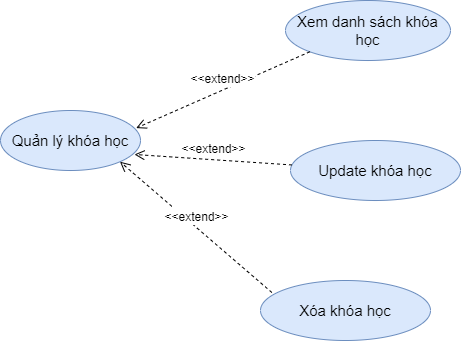 Xem danh sách khóa
học
<<extend>>
Quản lý khóa học
<<extend>>
Update khóa học
<<extend>>
Xóa khóa học